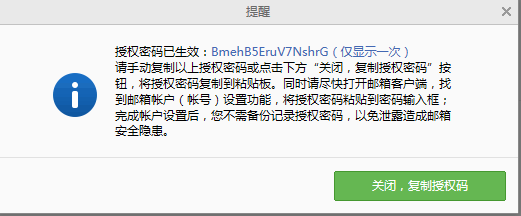 提醒
授权密码已生效：BmehB5EruV7NshrG（仅显示一次）
请手动复制以上授权密码或点击下方“关闭，复制授权密码”按
钮，将授权密码复制到粘贴板。同时请尽快打开邮箱客户端，找
到邮箱帐户（帐号）设置功能，将授权密码粘贴到密码输入框；
完成帐户设置后，您不需备份记录授权密码，以免泄露造成邮箱
安全隐患。
关闭，复制授权码